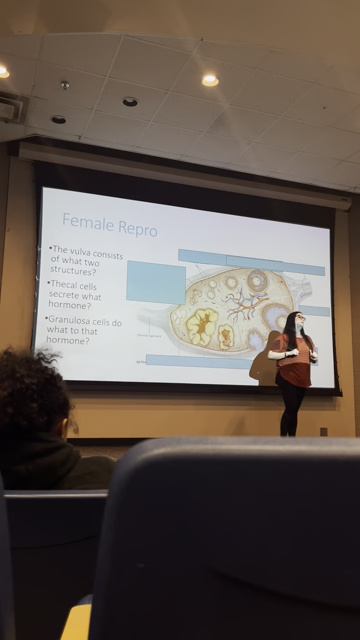 Female Repro
•The vulva consists
of what two
structures?
•Thecal cells
secrete what
hormone?
•Granulosa cells do
what to that
hormone?